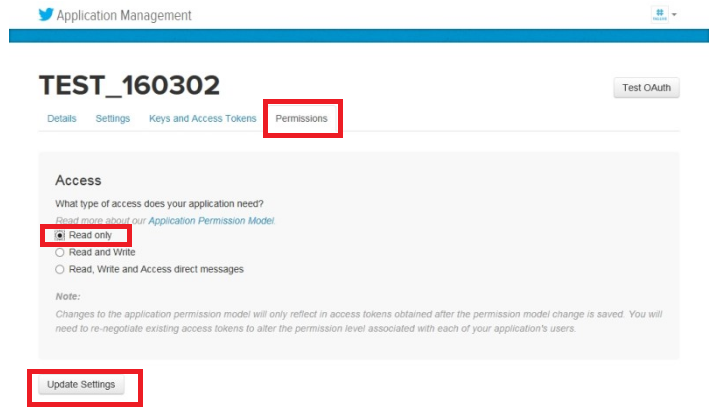 Application Management
TEST_160302
Test OAuth
Details Settings Keys and Access Tokens Permissions
Access
What type of access does your application need?
Read more about our Application Permission Model.
Read only
Read and Write
Read, Write and Access direct messages
Note:
Changes to the application permission model will only reflect in access tokens obtained after the permission model change is saved. You will
need to re-negotiate existing access tokens to alter the permission level associated with each of your application's users.
Update Settings